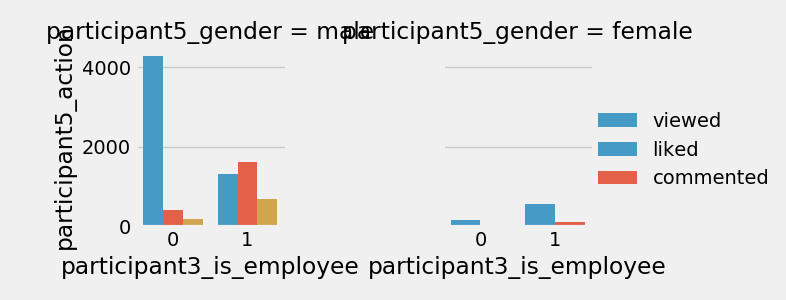 participant5_gender = male
participant5_gender = female
participant5_action
4000
2000
0
0 1
0 1
participant3_is_employee
participant3_is_employee
viewed
liked
commented